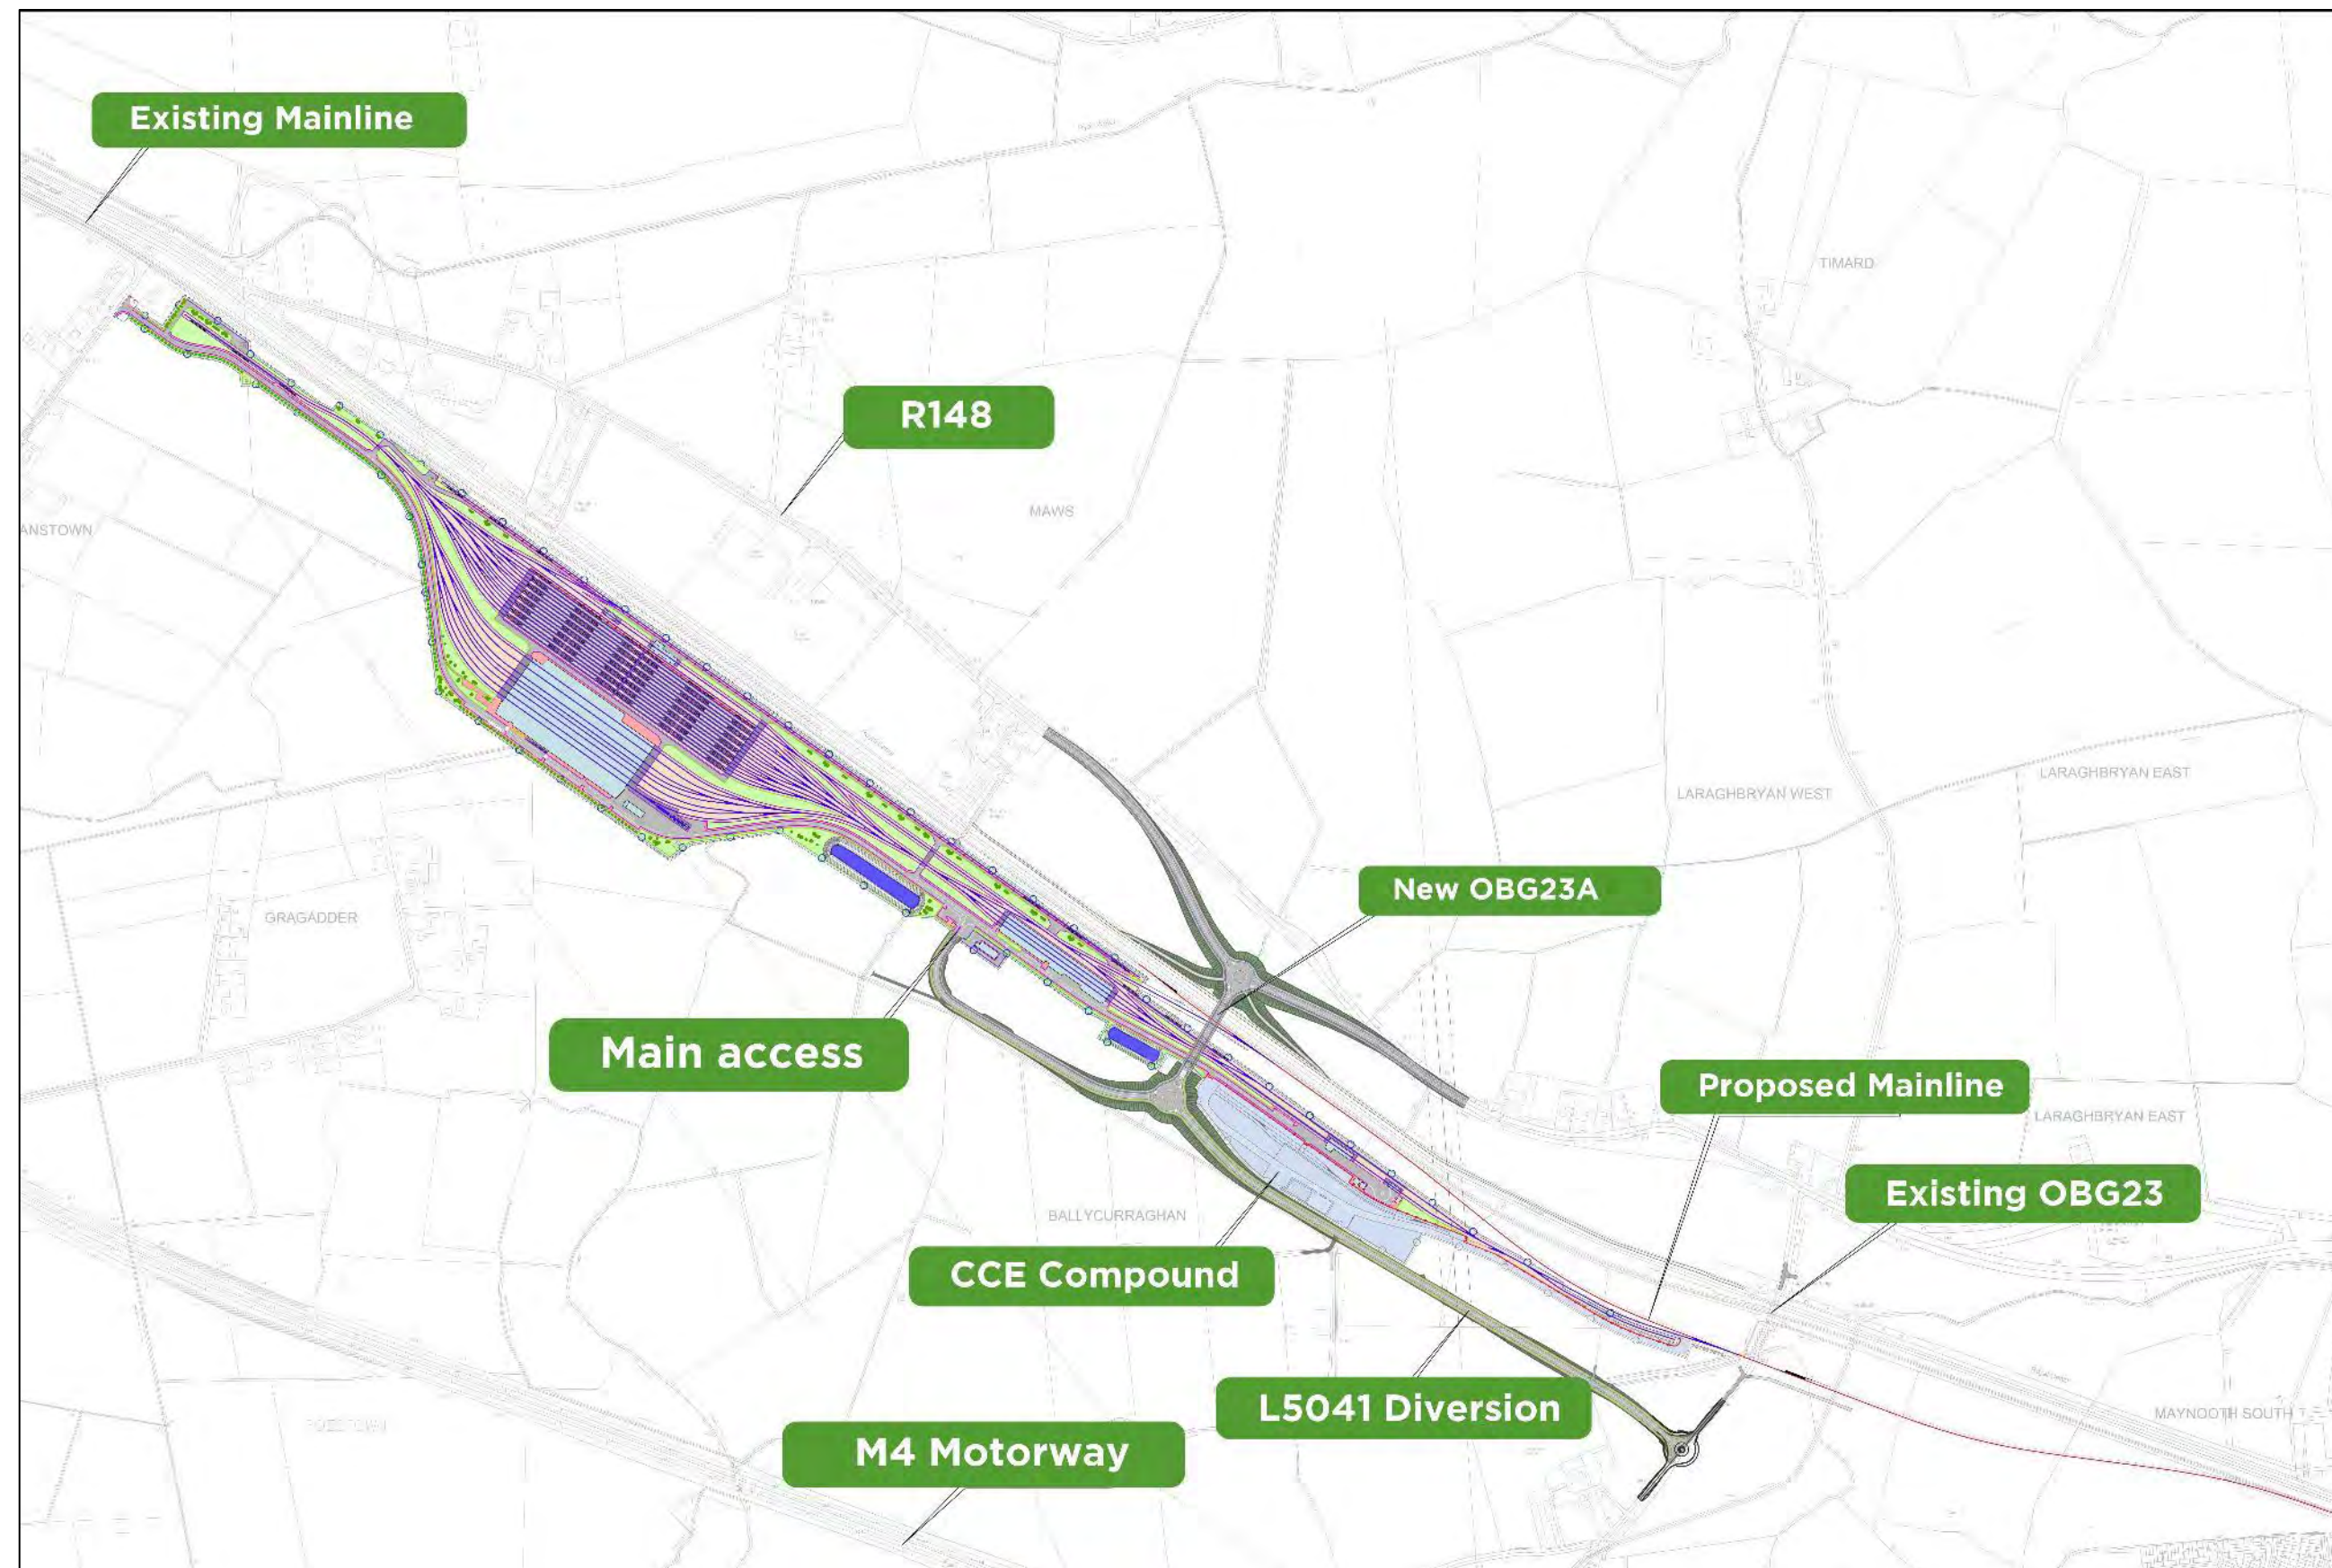 Existing Mainline
TIMARD
R148
MAWS
ANSTOWN
LARAGHBRYAN EAST
LARAGHBRYAN WEST
New OBG23A
GRAGADDER
Main access
Proposed Mainline
LARAGHBRYAN EAST
Existing OBG23
BALLYCURRAGHAN
CCE Compound
L5041 Diversion
MAYNOOTH SOUTH
M4 Motorway